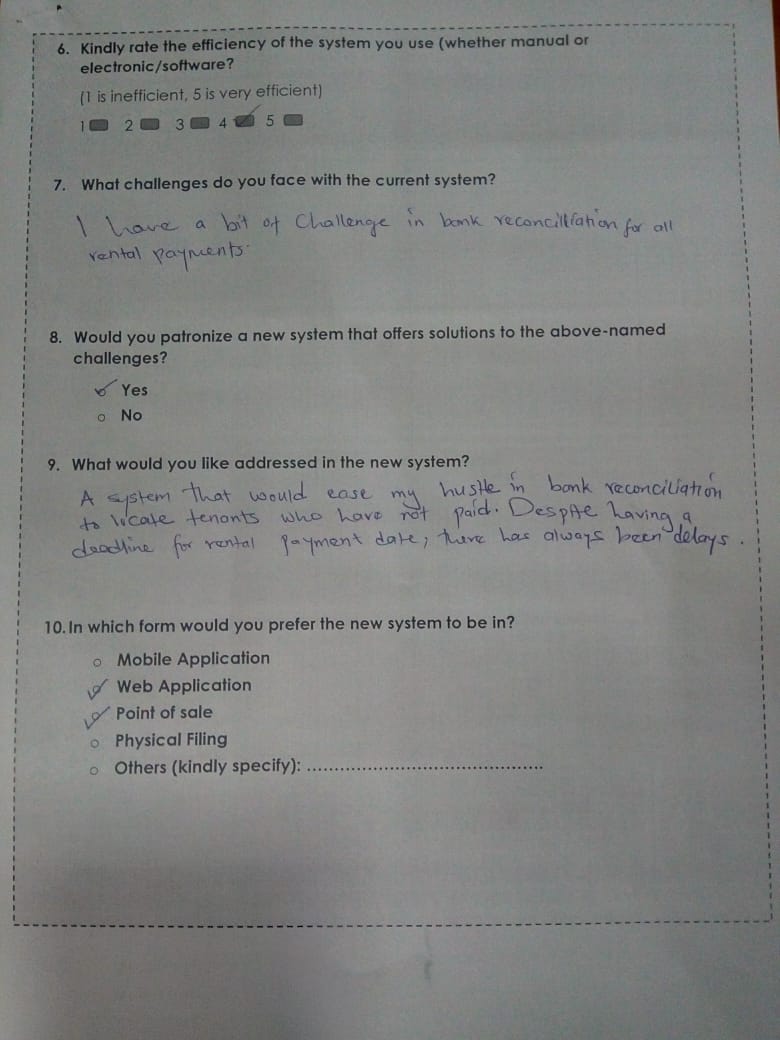 6. Kindly rate the efficiency of the system you use (whether manual or
electronic/software?
(1 is inefficient, 5 is very efficient)
1 2 3 4 5
7. What challenges do you face with the current system?
I have a bit of Challenge in bank reconcilliation for all
rental payments.
8. Would you patronize a new system that offers solutions to the above-named
challenges?
Yes
o No
9. What would you like addressed in the new system?
A system that would ease my hustle in bank reconciliation
to locate tenants who have not paid. Despite having a
deadline for rental payment date, there has always been delays.
10. In which form would you prefer the new system to be in?
o Mobile Application
Web Application
Point of sale
o Physical Filing
o Others (kindly specify): ............................................